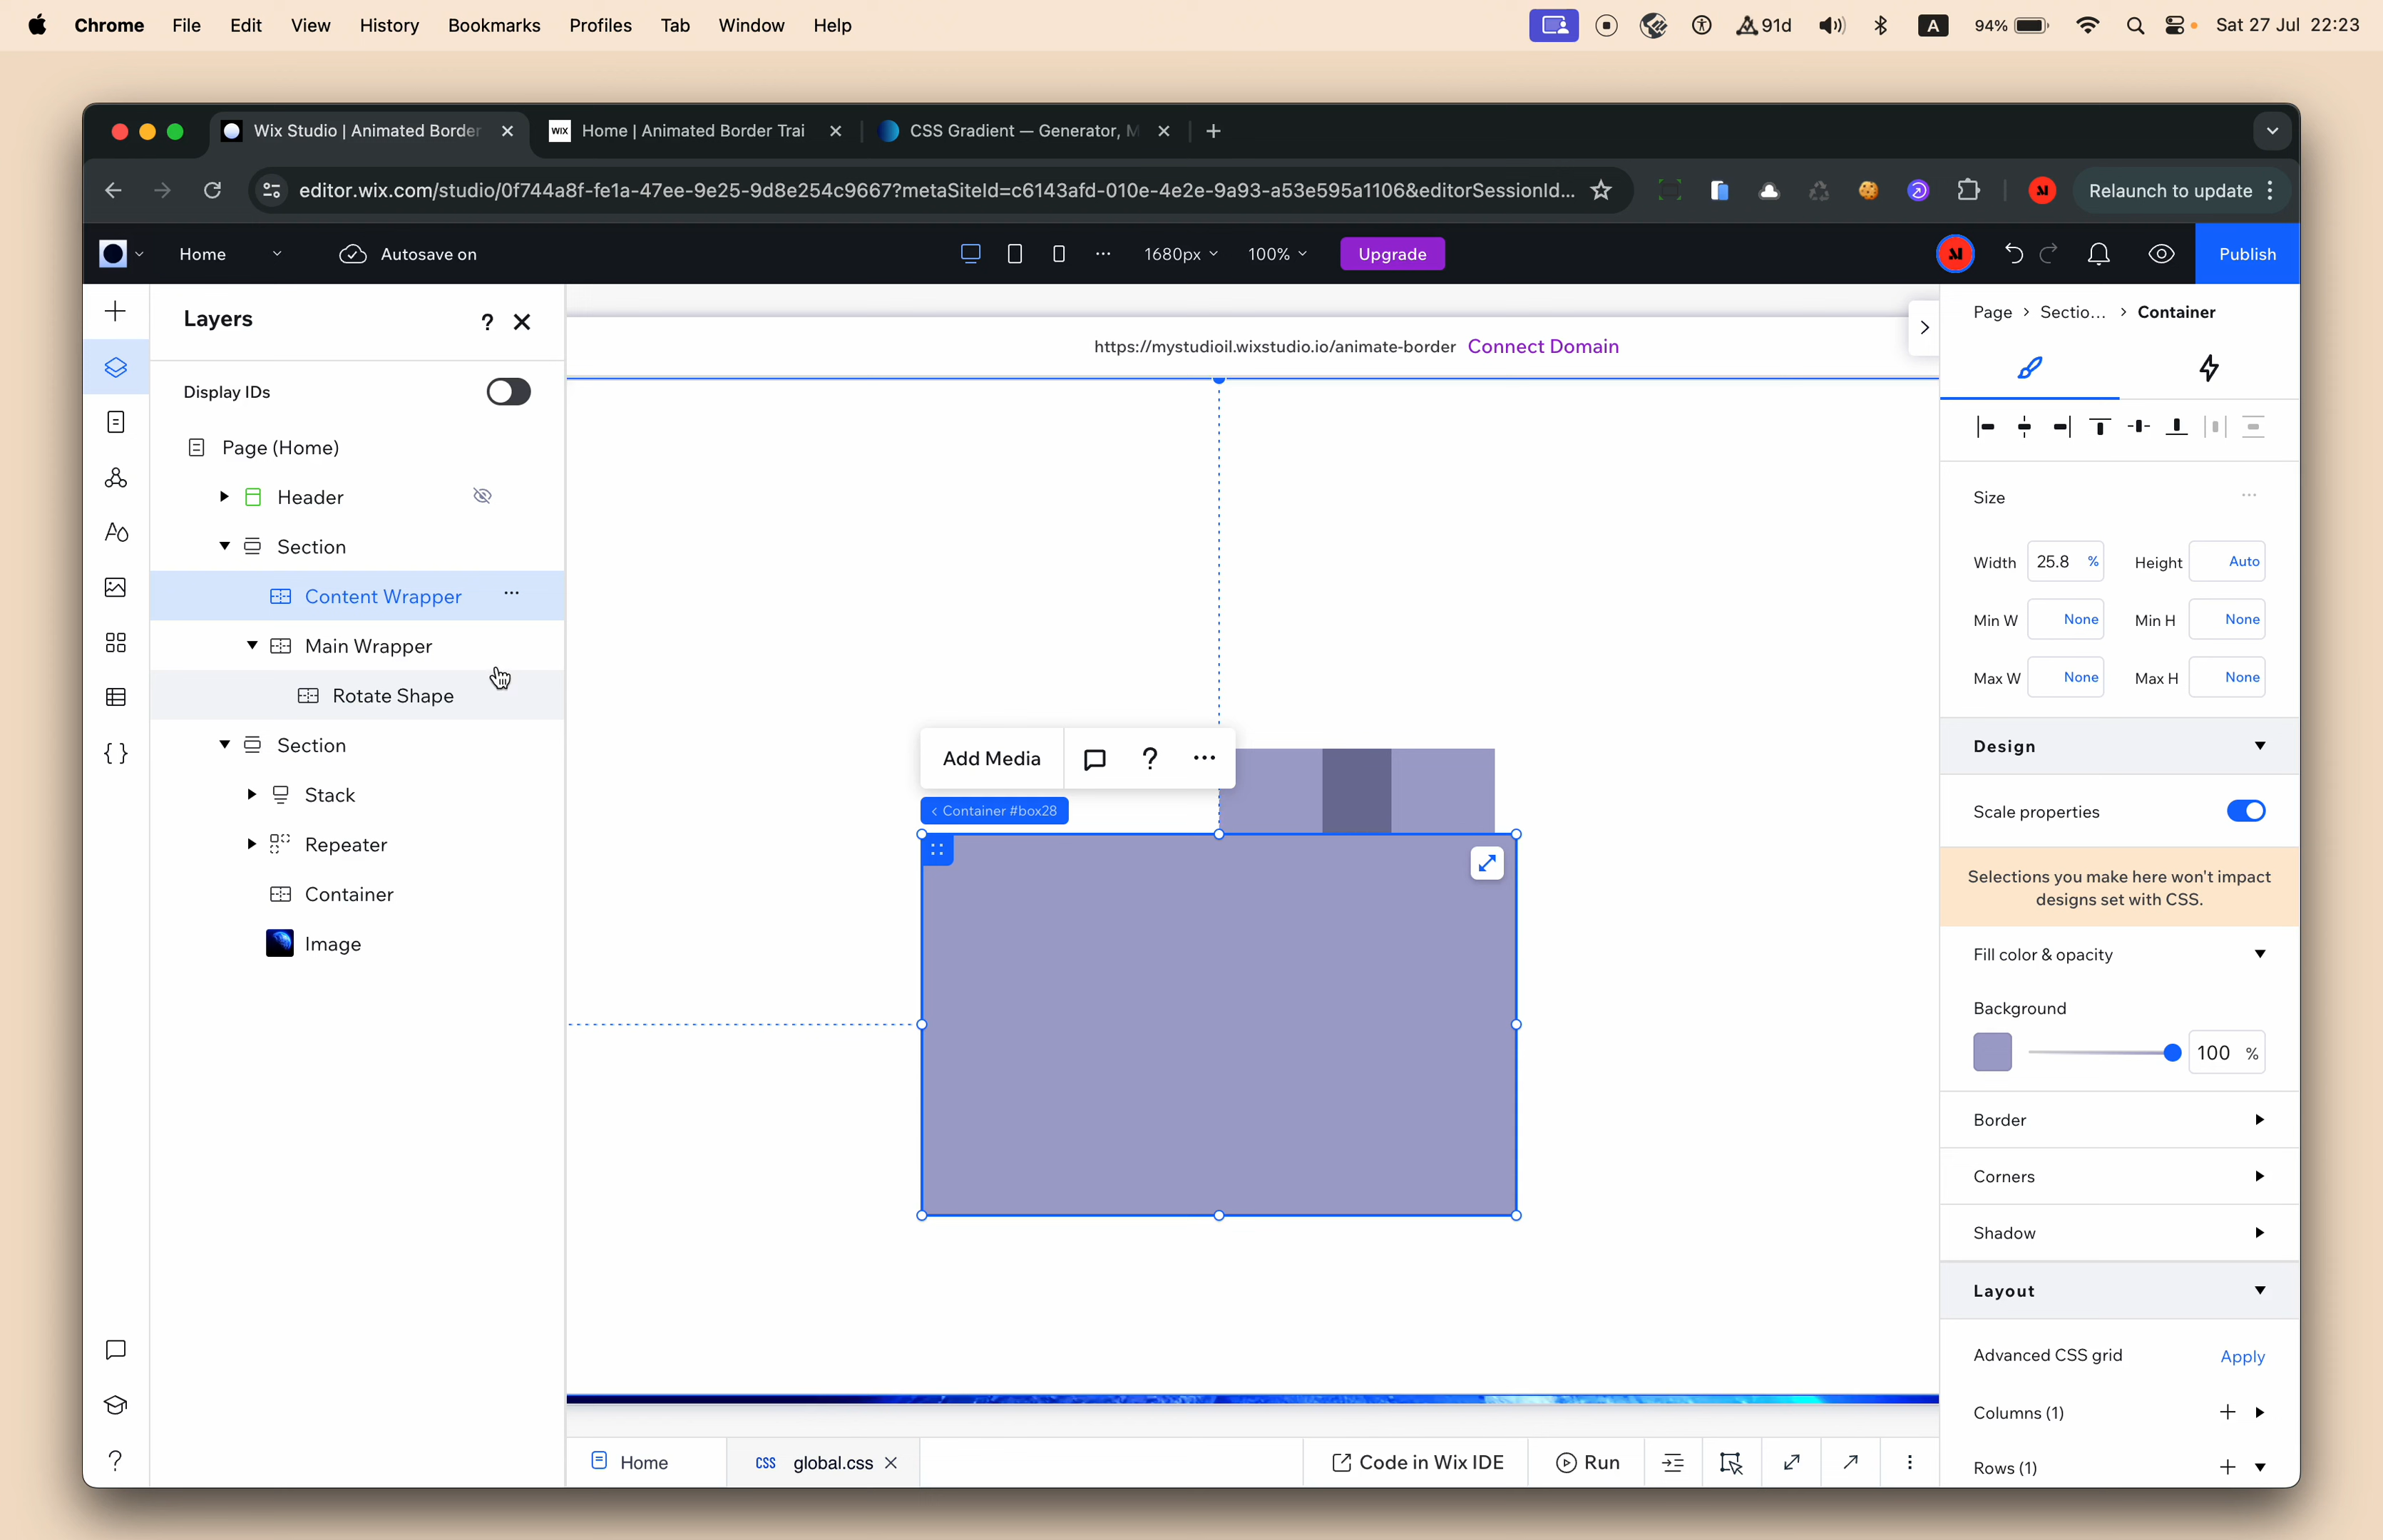 Chrome File Edit View History Bookmarks Profiles Tab Window Help 91d A 94% Sat 27 Jul 22:23
Wix Studio | Animated Border WIX Home | Animated Border Trai CSS Gradient — Generator, M
editor.wix.com/studio/0f744a8f-fe1a-47ee-9e25-9d8e254c9667?metaSiteId=c6143afd-010e-4e2e-9a93-a53e595a1106&editorSessionId... Relaunch to update
Home Autosave on 1680px 100% Upgrade Publish
Layers ?
Display IDs
Page (Home)
Header
Section
Content Wrapper
Main Wrapper
Rotate Shape
Section
Stack
Repeater
Container
Image
?
https://mystudioil.wixstudio.io/animate-border Connect Domain
Add Media ?
< Container #box28
Home CSS global.css Code in Wix IDE Run
Page > Sectio... > Container
Size
Width 25.8 % Height Auto
Min W None Min H None
Max W None Max H None
Design
Scale properties
Selections you make here won't impact
designs set with CSS.
Fill color & opacity
Background
100 %
Border
Corners
Shadow
Layout
Advanced CSS grid Apply
Columns (1) +
Rows (1) +